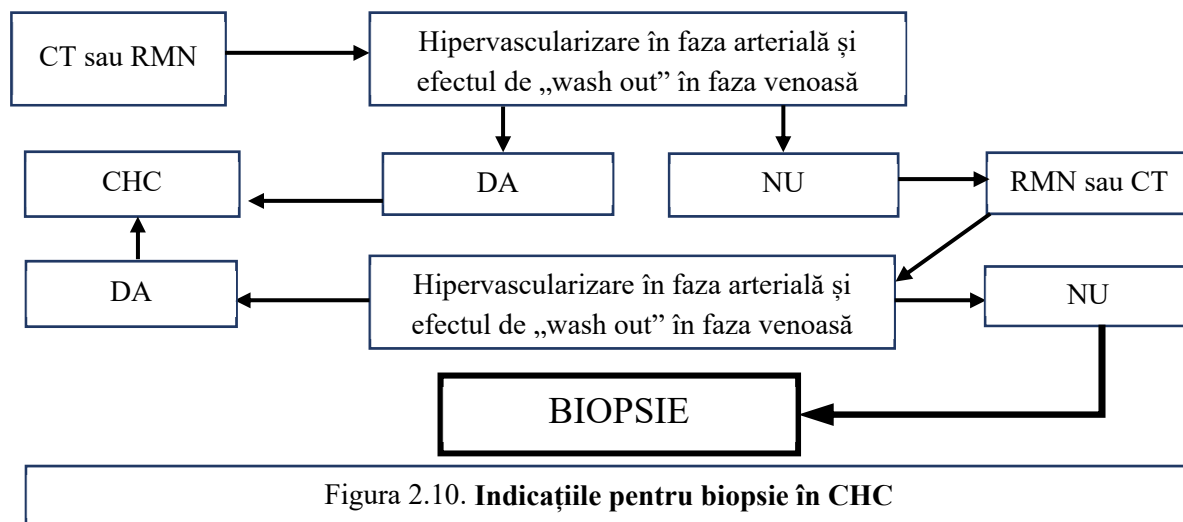 CT sau RMN
Hipervascularizare în faza arterială și
efectul de „wash out” în faza venoasă
CHC
DA
NU
RMN sau CT
DA
Hipervascularizare în faza arterială și
efectul de „wash out” în faza venoasă
NU
BIOPSIE
Figura 2.10. Indicațiile pentru biopsie în CHC